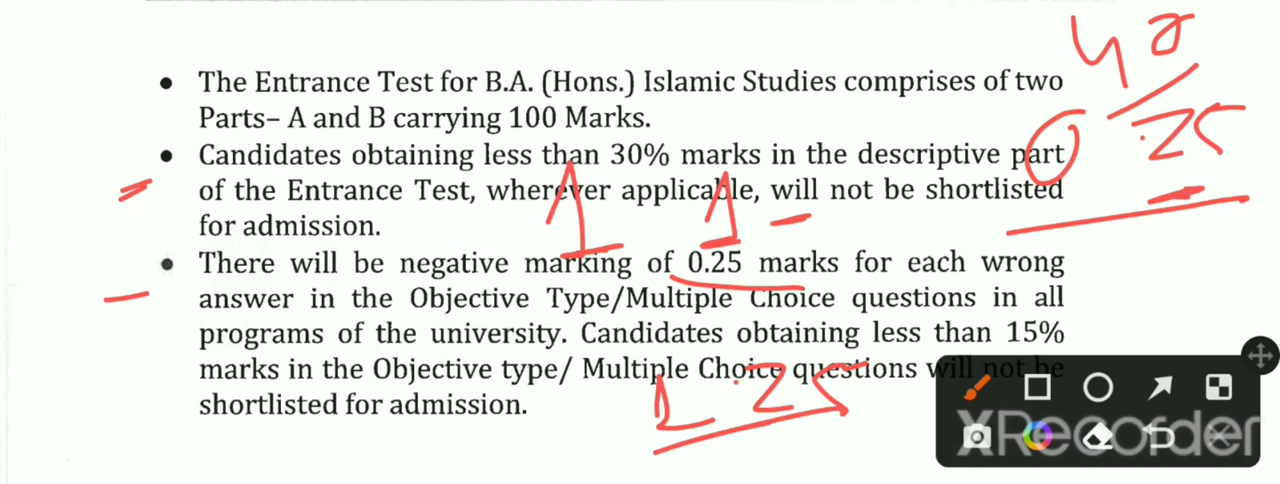 • The Entrance Test for B.A. (Hons.) Islamic Studies comprises of two
Parts– A and B carrying 100 Marks.
• Candidates obtaining less than 30% marks in the descriptive part
of the Entrance Test, wherever applicable, will not be shortlisted
for admission.
• There will be negative marking of 0.25 marks for each wrong
answer in the Objective Type/Multiple Choice questions in all
programs of the university. Candidates obtaining less than 15%
marks in the Objective type/ Multiple Choice questions will not be
shortlisted for admission.
0.25
1 1
1.25
XRecorder